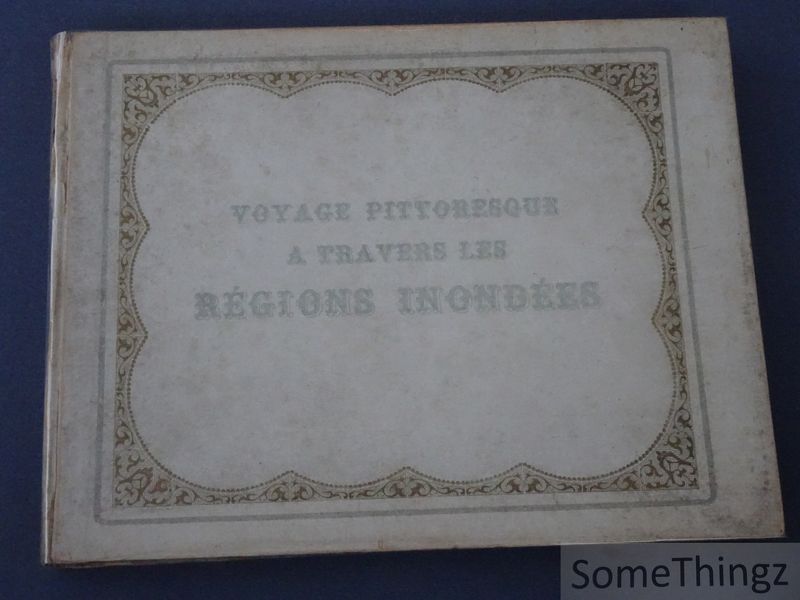 VOYAGE PITTORESQUE
A TRAVERS LES
RÉGIONS INONDÉES
SomeThingz